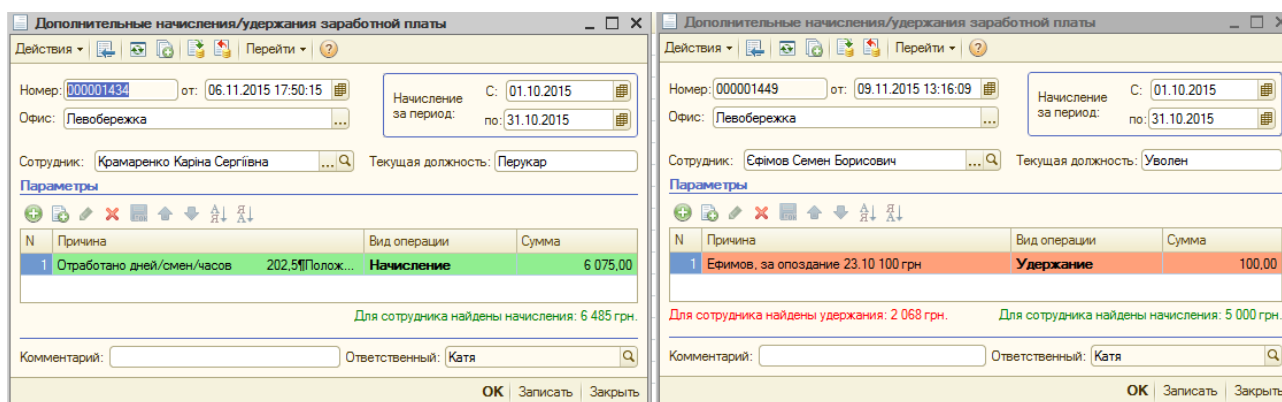 Дополнительные начисления/удержания заработной платы
Действия Перейти
Номер: 000001434 от: 06.11.2015 17:50:15
Начисление за период:
С: 01.10.2015
по: 31.10.2015
Офис: Левобережка
Сотрудник: Крамаренко Каріна Сергіївна Текущая должность: Перукар
Параметры
N Причина Вид операции Сумма
1 Отработано дней/смен/часов 202,5¶Полож... Начисление 6 075,00
Для сотрудника найдены начисления: 6 485 грн.
Комментарий: Ответственный: Катя
OK Записать Закрыть
Дополнительные начисления/удержания заработной платы
Действия Перейти
Номер: 000001449 от: 09.11.2015 13:16:09
Начисление за период:
С: 01.10.2015
по: 31.10.2015
Офис: Левобережка
Сотрудник: Єфімов Семен Борисович Текущая должность: Уволен
Параметры
N Причина Вид операции Сумма
1 Ефимов, за опоздание 23.10 100 грн Удержание 100,00
Для сотрудника найдены удержания: 2 068 грн. Для сотрудника найдены начисления: 5 000 грн.
Комментарий: Ответственный: Катя
OK Записать Закрыть